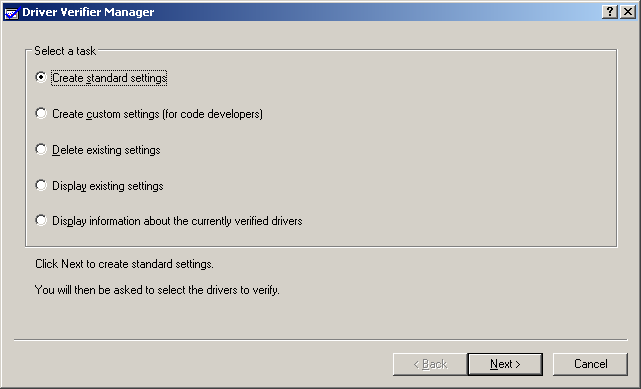 Driver Verifier Manager
Select a task
Create standard settings
Create custom settings (for code developers)
Delete existing settings
Display existing settings
Display information about the currently verified drivers
Click Next to create standard settings.
You will then be asked to select the drivers to verify.
< Back Next > Cancel